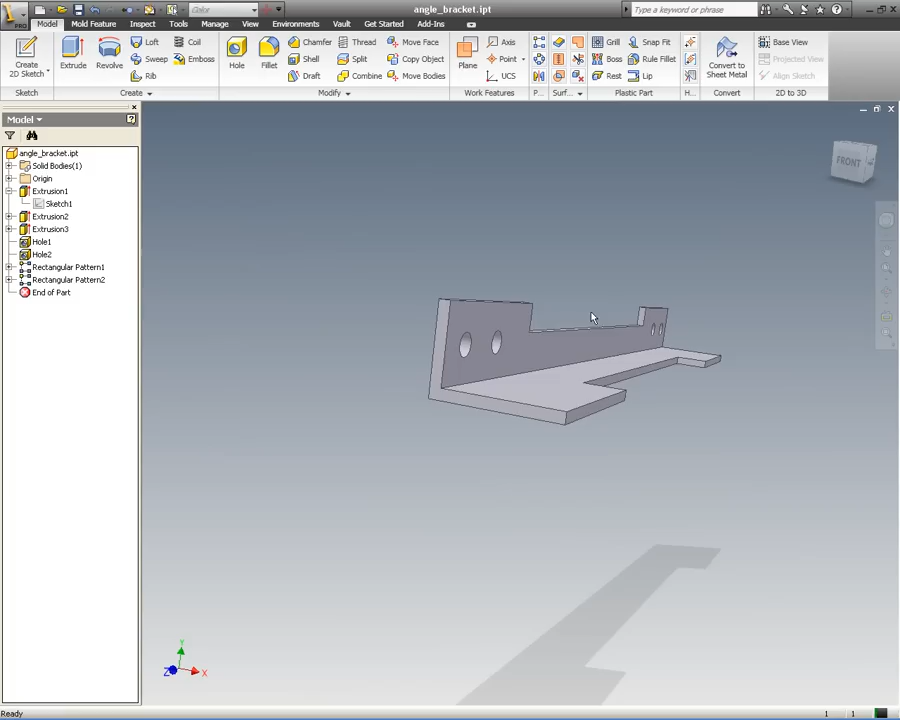 angle_bracket.ipt
Color
Type a keyword or phrase
PRO
Model
Mold Feature
Inspect
Tools
Manage
View
Environments
Vault
Get Started
Add-Ins
Create
2D Sketch
Extrude
Revolve
Loft
Sweep
Rib
Coil
Emboss
Hole
Fillet
Chamfer
Shell
Draft
Thread
Split
Combine
Move Face
Copy Object
Move Bodies
Plane
Axis
Point
UCS
Grill
Boss
Rest
Snap Fit
Rule Fillet
Lip
Convert to
Sheet Metal
Base View
Projected View
Align Sketch
Sketch
Create
Modify
Work Features
P...
Surf...
Plastic Part
H...
Convert
2D to 3D
Model
angle_bracket.ipt
Solid Bodies(1)
Origin
Extrusion1
Sketch1
Extrusion2
Extrusion3
Hole1
Hole2
Rectangular Pattern1
Rectangular Pattern2
End of Part
FRONT
Y
Z
X
Ready
1
1